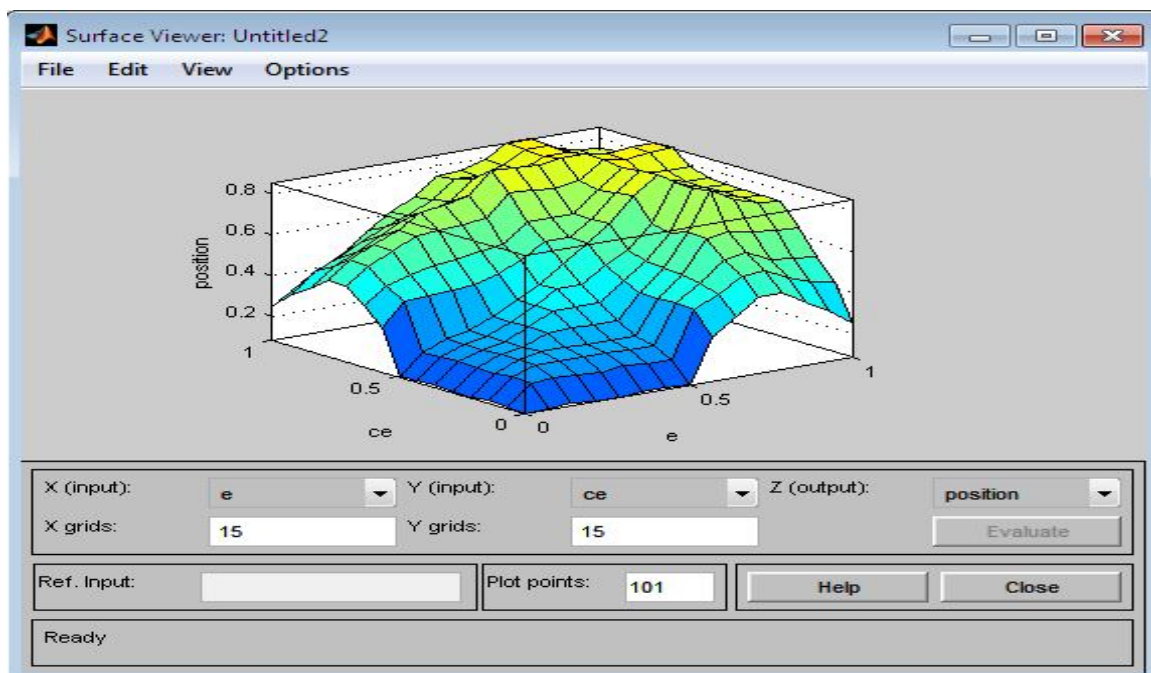 Surface Viewer: Untitled2
File Edit View Options
0.8
0.6
0.4
0.2
position
1
0.5
0
ce
0
0.5
1
e
X (input): e Y (input): ce Z (output): position
X grids: 15 Y grids: 15 Evaluate
Ref. Input: Plot points: 101 Help Close
Ready